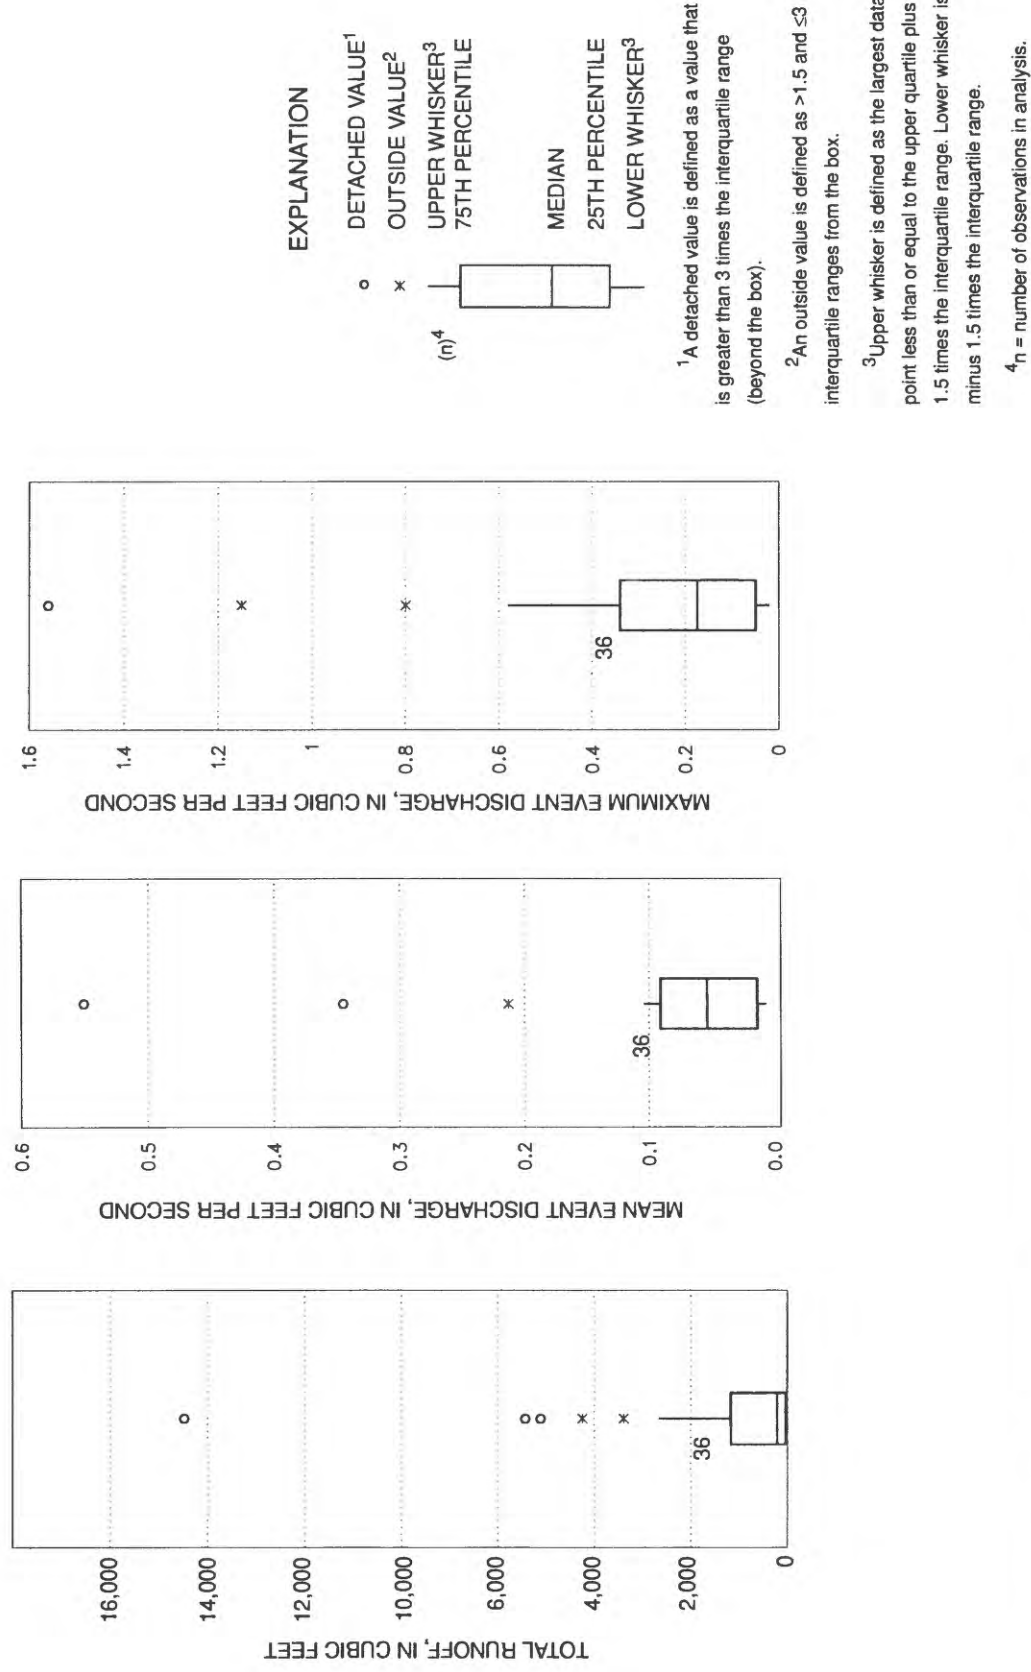 TOTAL RUNOFF, IN CUBIC FEET
16,000
14,000
12,000
10,000
8,000
6,000
4,000
2,000
0
36
MEAN EVENT DISCHARGE, IN CUBIC FEET PER SECOND
0.6
0.5
0.4
0.3
0.2
0.1
0.0
36
MAXIMUM EVENT DISCHARGE, IN CUBIC FEET PER SECOND
1.6
1.4
1.2
1
0.8
0.6
0.4
0.2
0
36
EXPLANATION
DETACHED VALUE¹
OUTSIDE VALUE²
UPPER WHISKER³
75TH PERCENTILE
(n)⁴
MEDIAN
25TH PERCENTILE
LOWER WHISKER³
¹A detached value is defined as a value that
is greater than 3 times the interquartile range
(beyond the box).
²An outside value is defined as >1.5 and ≤3
interquartile ranges from the box.
³Upper whisker is defined as the largest data
point less than or equal to the upper quartile plus
1.5 times the interquartile range. Lower whisker is
minus 1.5 times the interquartile range.
⁴n = number of observations in analysis.